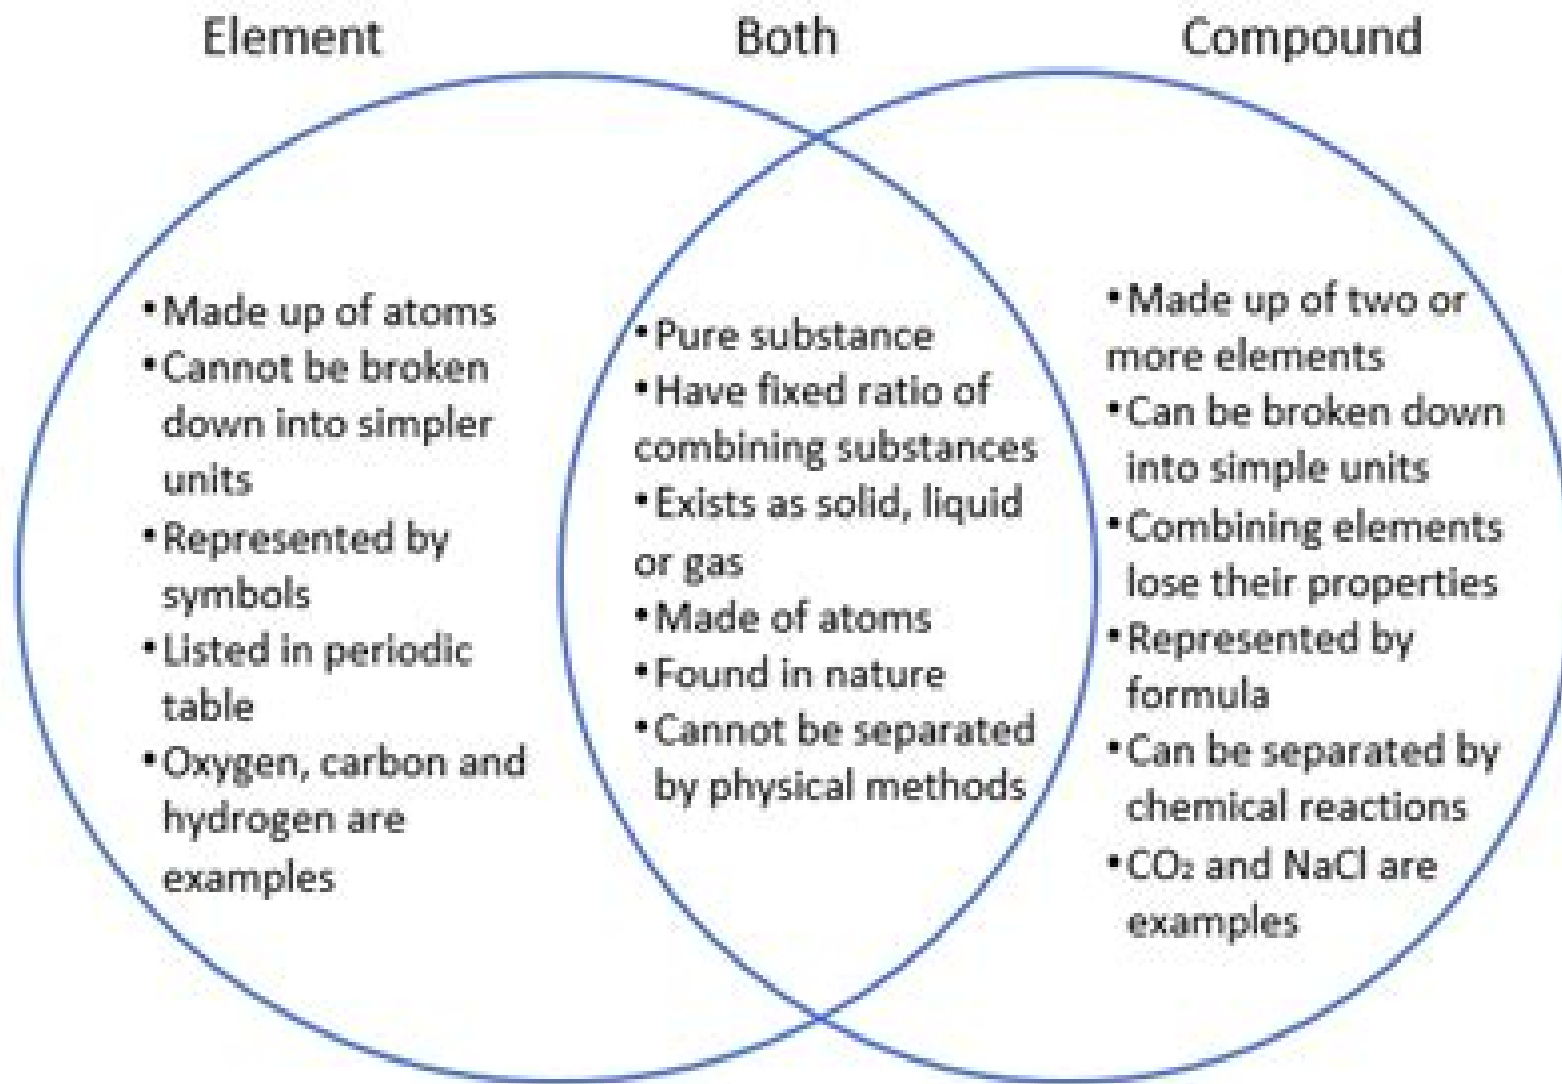 Element
Both
Compound
•Made up of atoms
•Cannot be broken
down into simpler
units
•Represented by
symbols
•Listed in periodic
table
•Oxygen, carbon and
hydrogen are
examples
•Pure substance
•Have fixed ratio of
combining substances
•Exists as solid, liquid
or gas
•Made of atoms
•Found in nature
•Cannot be separated
by physical methods
•Made up of two or
more elements
•Can be broken down
into simple units
•Combining elements
lose their properties
•Represented by
formula
•Can be separated by
chemical reactions
•CO₂ and NaCl are
examples